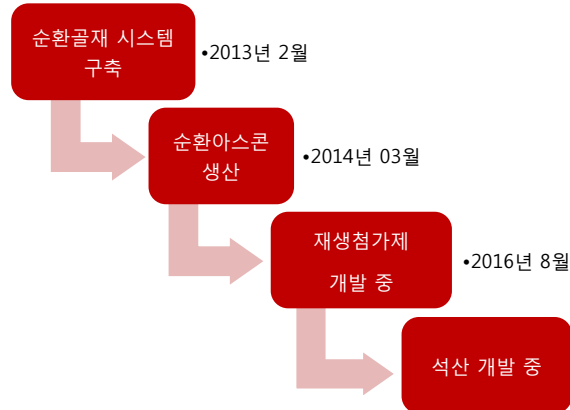 순환골재 시스템
구축
•2013년 2월
순환아스콘
생산
•2014년 03월
재생첨가제
개발 중
•2016년 8월
석산 개발 중